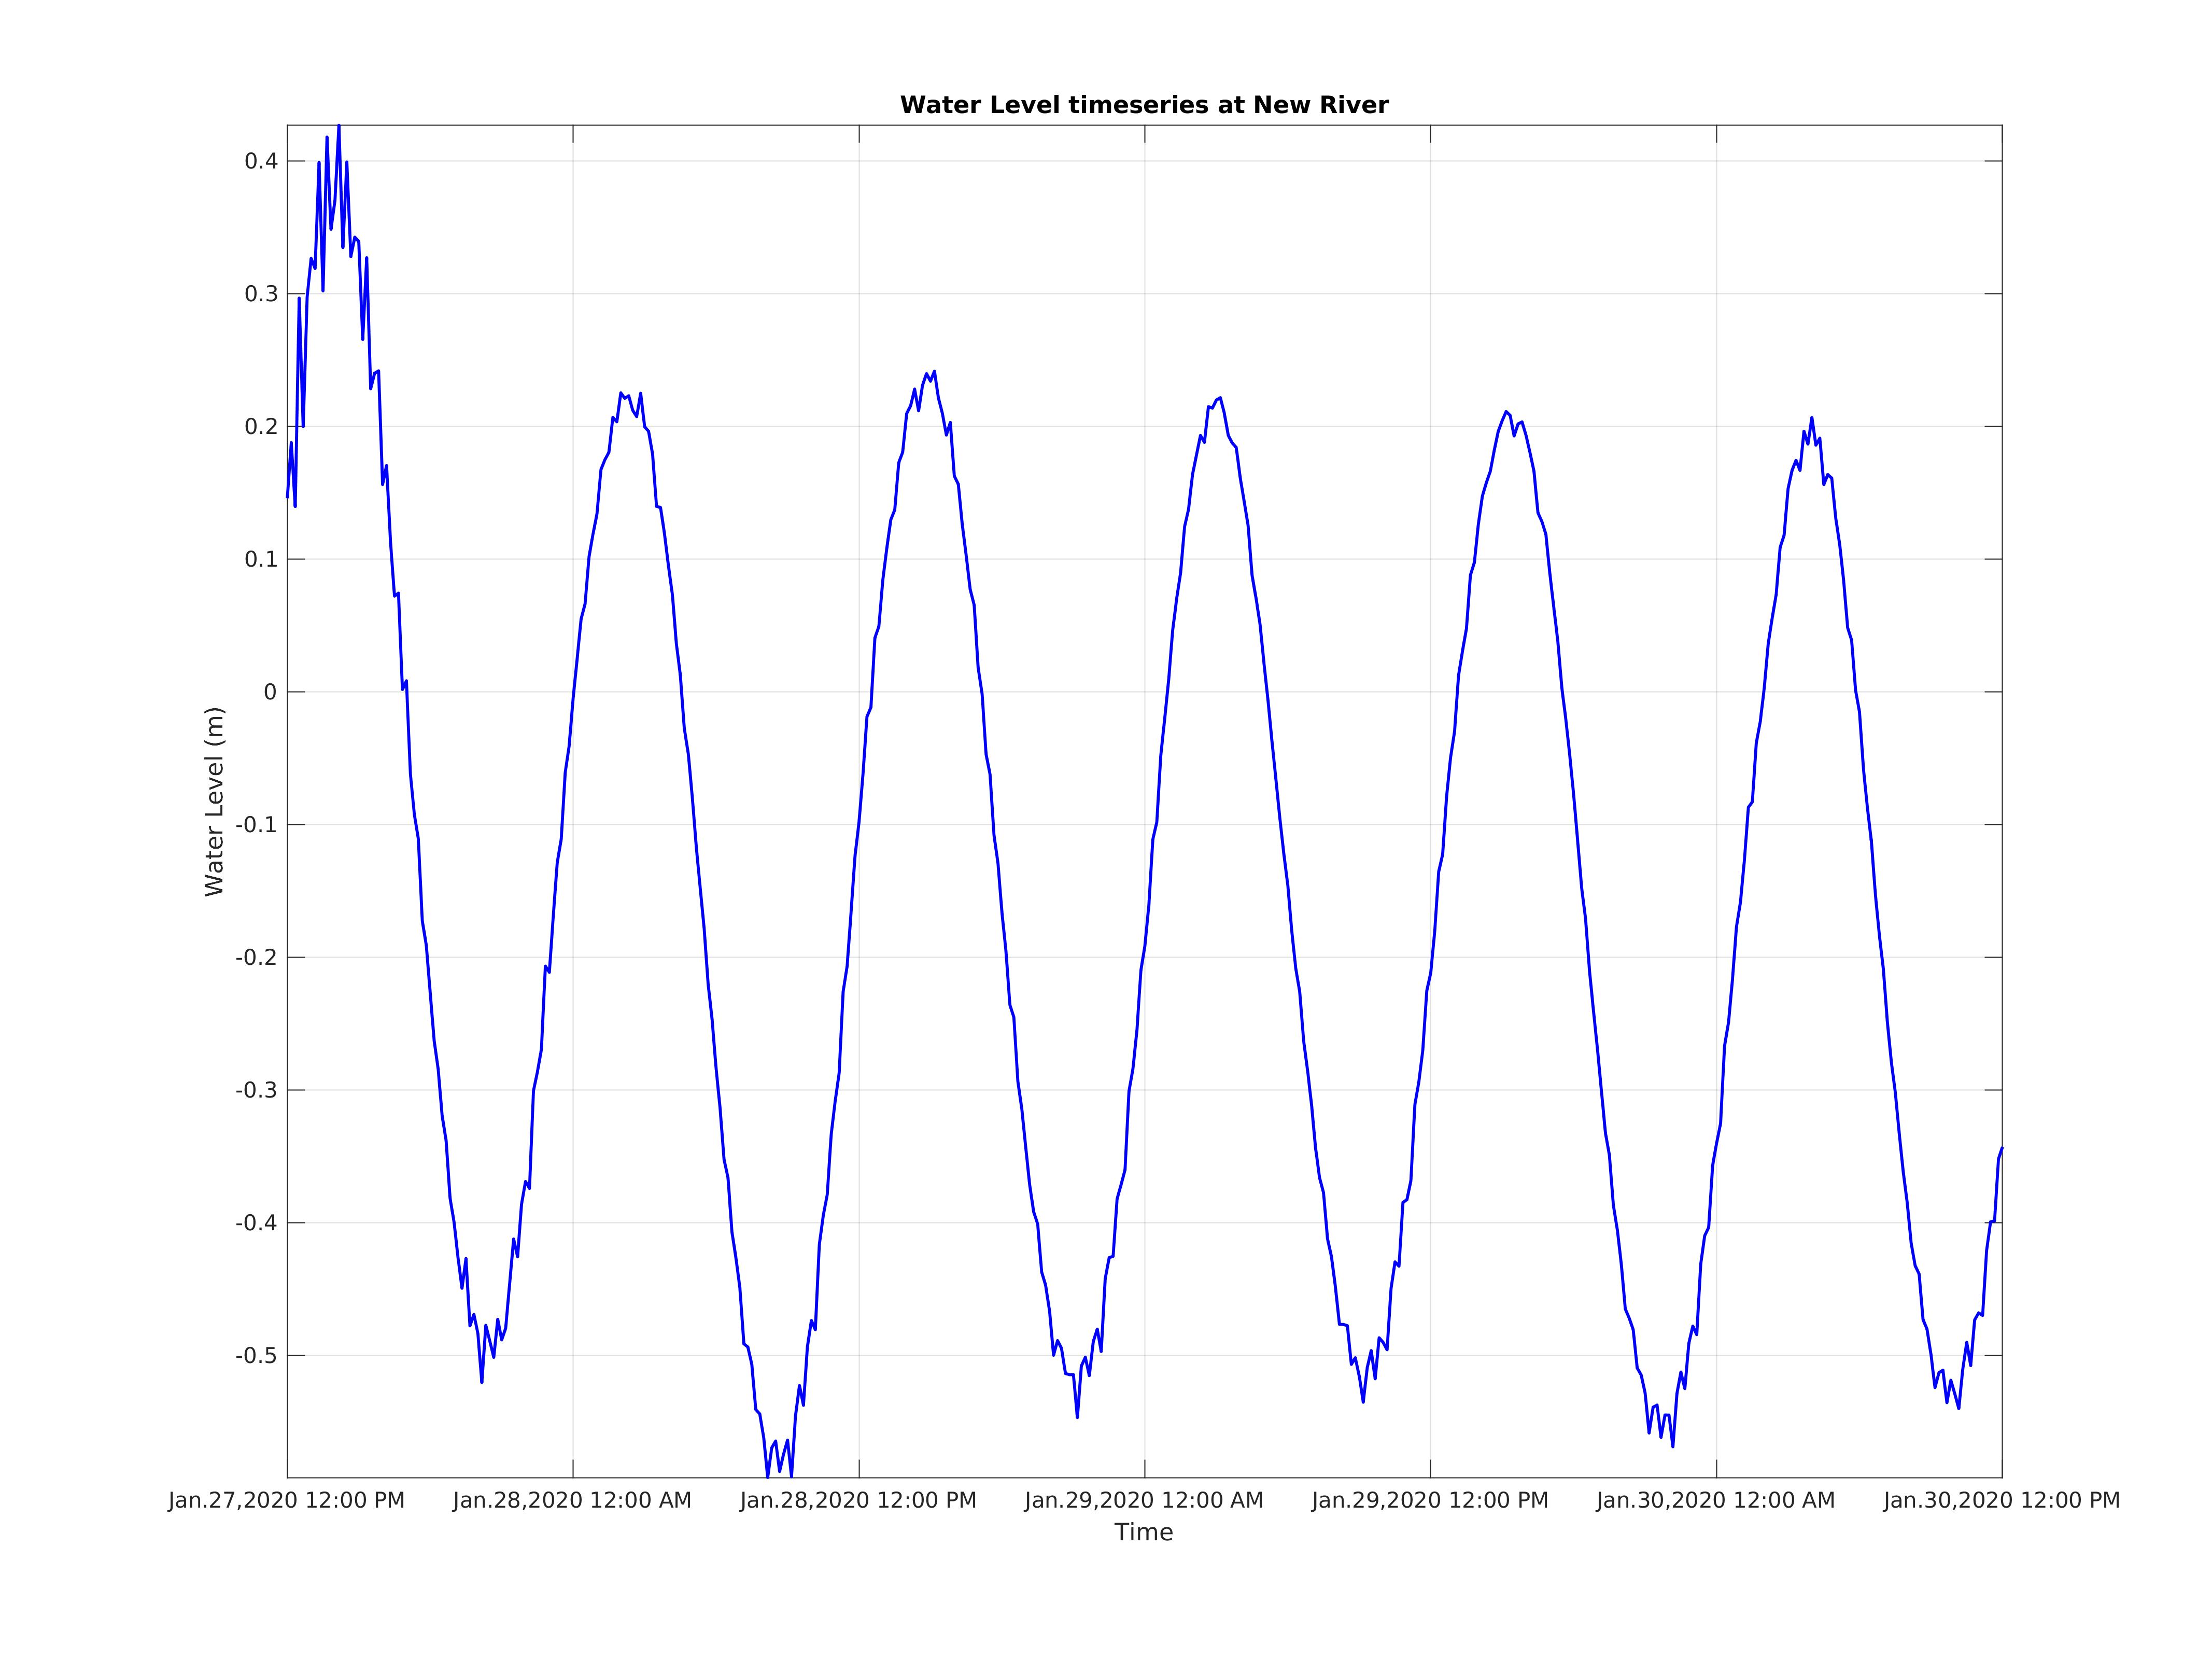 Water Level timeseries at New River
0.4
0.3
0.2
0.1
0
-0.1
-0.2
-0.3
-0.4
-0.5
Water Level (m)
Jan.27,2020 12:00 PM
Jan.28,2020 12:00 AM
Jan.28,2020 12:00 PM
Jan.29,2020 12:00 AM
Jan.29,2020 12:00 PM
Jan.30,2020 12:00 AM
Jan.30,2020 12:00 PM
Time